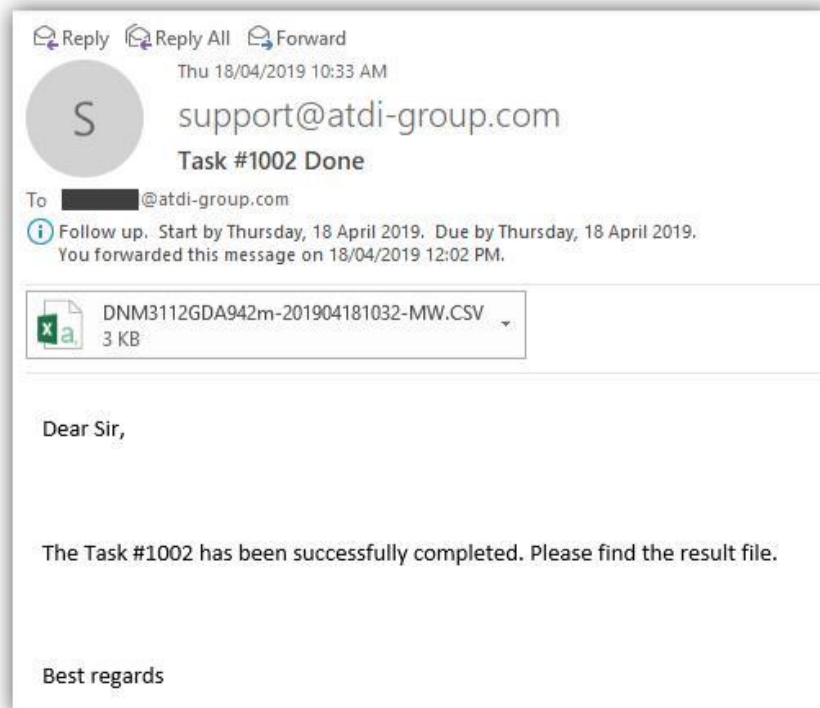 Reply Reply All Forward
Thu 18/04/2019 10:33 AM
S
support@atdi-group.com
Task #1002 Done
To @atdi-group.com
Follow up. Start by Thursday, 18 April 2019. Due by Thursday, 18 April 2019.
You forwarded this message on 18/04/2019 12:02 PM.
DNM3112GDA942m-201904181032-MW.CSV
3 KB
Dear Sir,
The Task #1002 has been successfully completed. Please find the result file.
Best regards